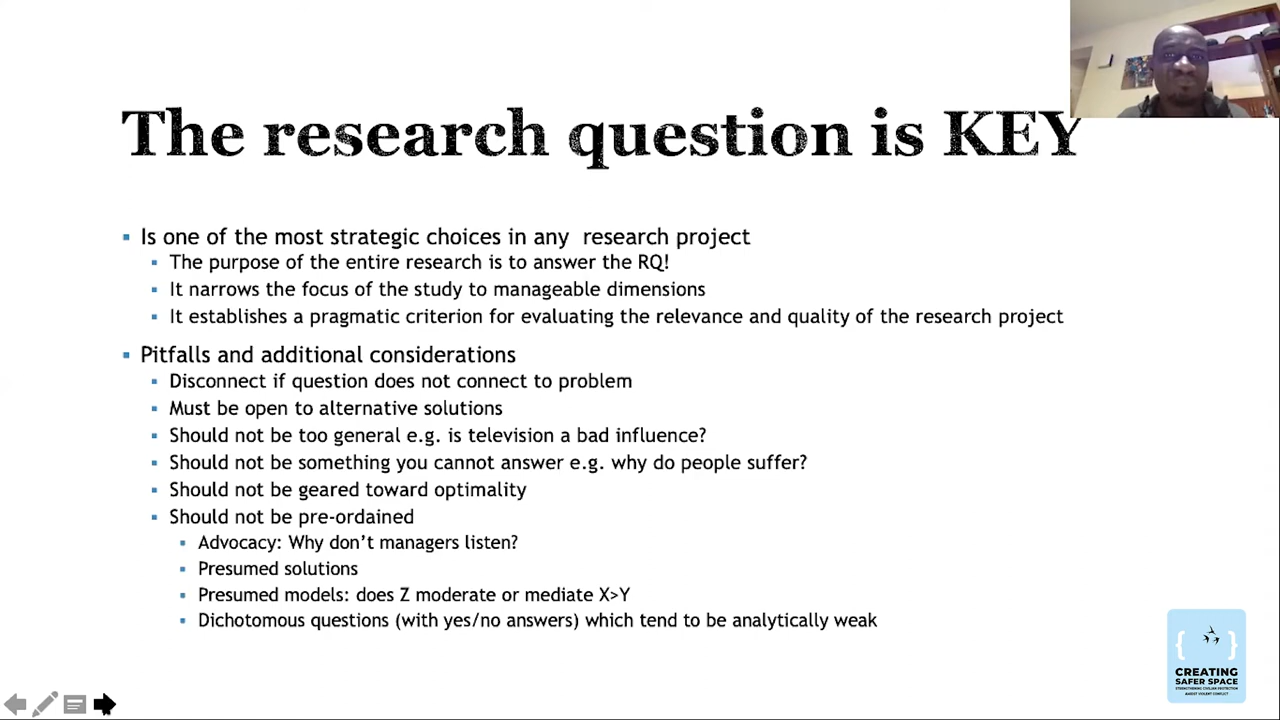 The research question is KEY
Is one of the most strategic choices in any research project
The purpose of the entire research is to answer the RQ!
It narrows the focus of the study to manageable dimensions
It establishes a pragmatic criterion for evaluating the relevance and quality of the research project
Pitfalls and additional considerations
Disconnect if question does not connect to problem
Must be open to alternative solutions
Should not be too general e.g. is television a bad influence?
Should not be something you cannot answer e.g. why do people suffer?
Should not be geared toward optimality
Should not be pre-ordained
Advocacy: Why don't managers listen?
Presumed solutions
Presumed models: does Z moderate or mediate X>Y
Dichotomous questions (with yes/no answers) which tend to be analytically weak
CREATING
SAFER SPACE
STRENGTHENING CIVILIAN PROTECTION
AMIDST VIOLENT CONFLICT